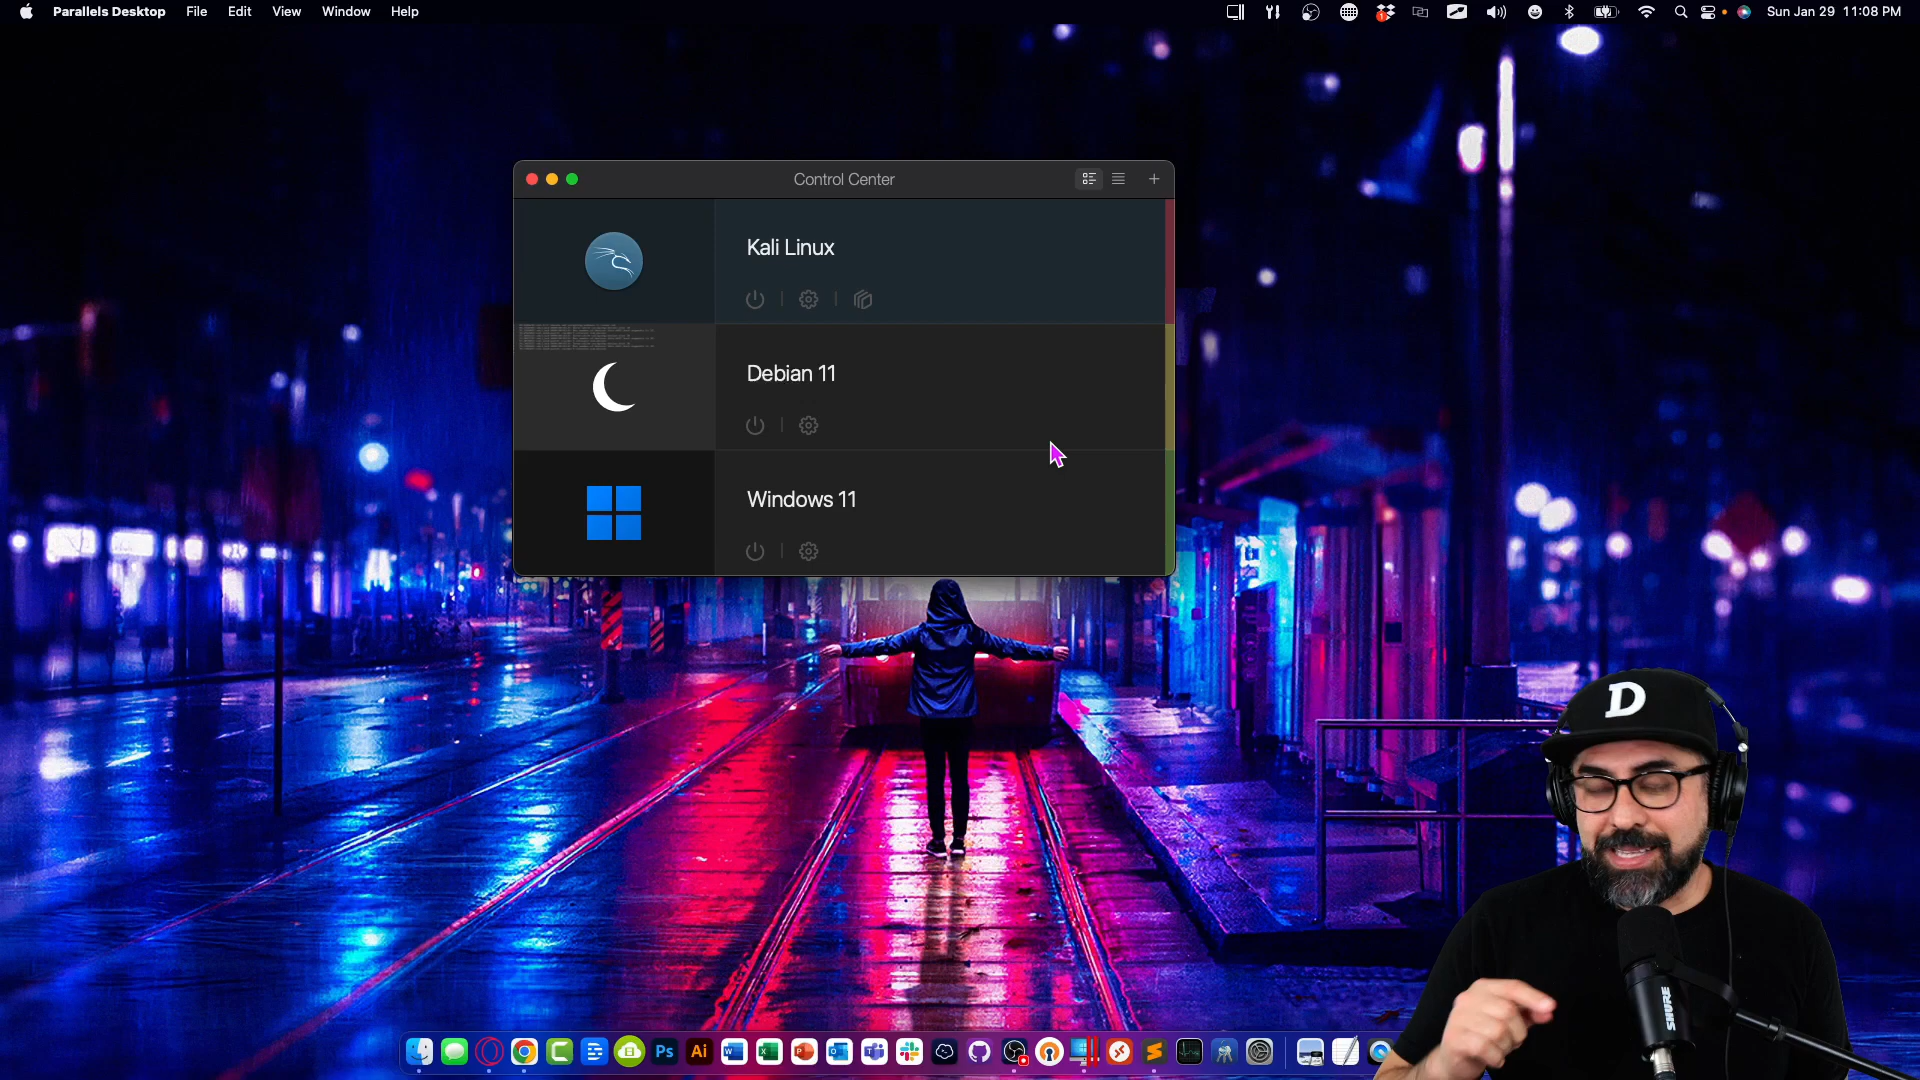 Parallels Desktop File Edit View Window Help
Sun Jan 29 11:08 PM
Control Center
Kali Linux
Debian 11
Windows 11
D
SHURE
Ps
Ai